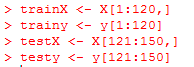 > trainX <- X[1:120,]
> trainy <- y[1:120]
> testX <- X[121:150,]
> testy <- y[121:150]